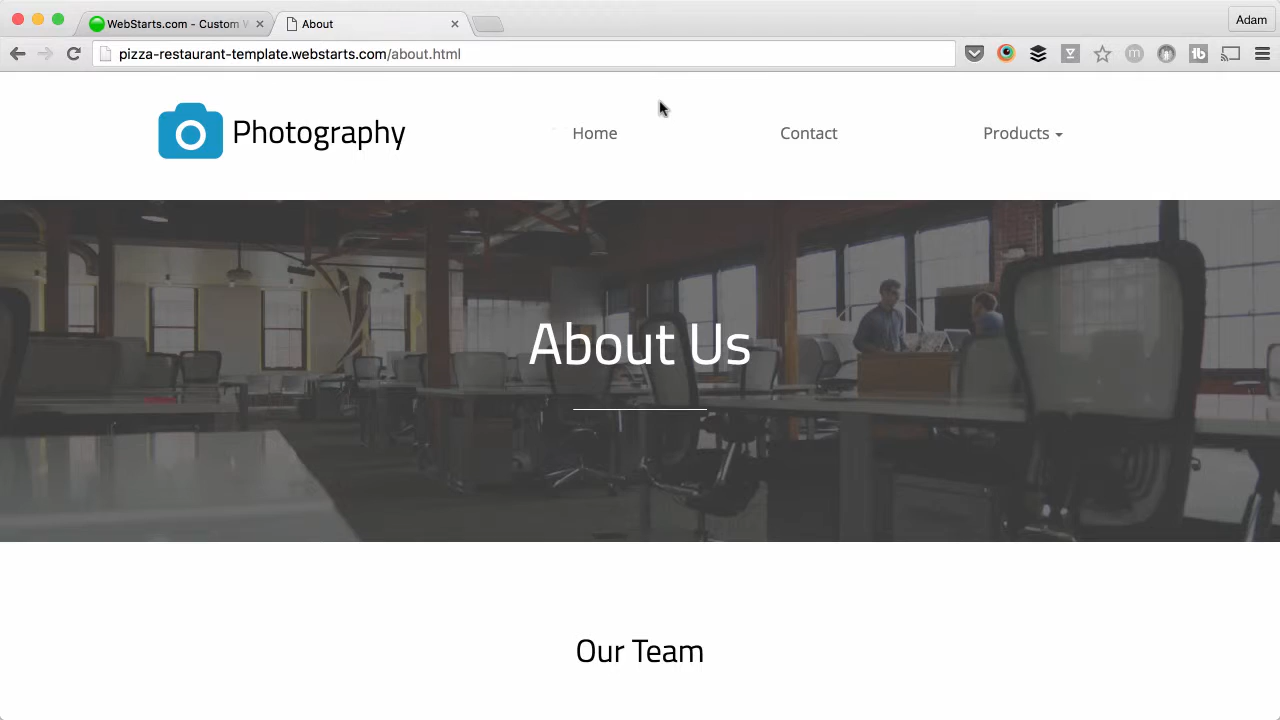 WebStarts.com - Custom
About
Adam
pizza-restaurant-template.webstarts.com/about.html
m
1b
Photography
Home
Contact
Products
About Us
Our Team